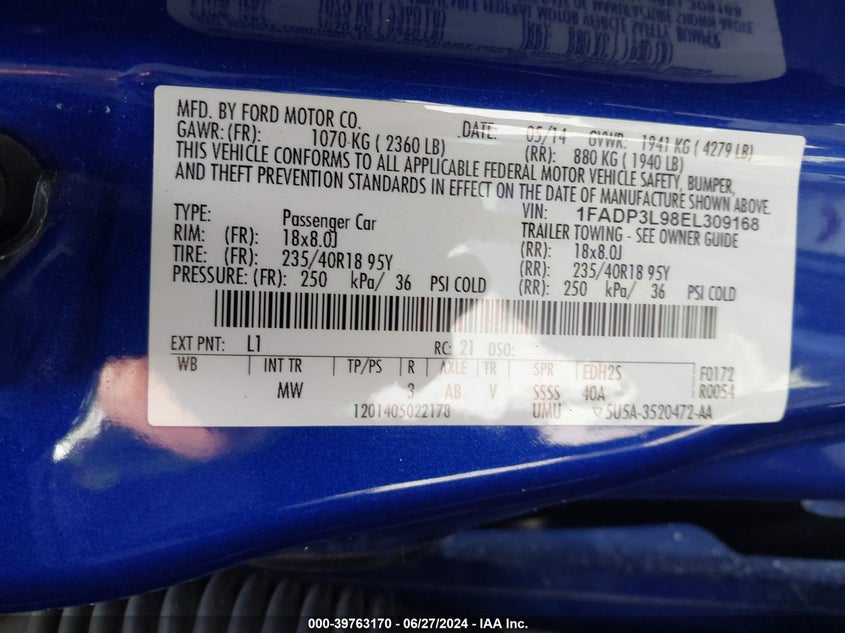 MFD. BY FORD MOTOR CO. DATE: 05/14 GVWR: 1941 KG ( 4279 LB)
GAWR: (FR): 1070 KG ( 2360 LB) (RR): 880 KG ( 1940 LB)
THIS VEHICLE CONFORMS TO ALL APPLICABLE FEDERAL MOTOR VEHICLE SAFETY, BUMPER,
AND THEFT PREVENTION STANDARDS IN EFFECT ON THE DATE OF MANUFACTURE SHOWN ABOVE.
VIN: 1FADP3L98EL309168
TYPE: Passenger Car TRAILER TOWING - SEE OWNER GUIDE
RIM: (FR): 18x8.0J (RR): 18x8.0J
TIRE: (FR): 235/40R18 95Y (RR): 235/40R18 95Y
PRESSURE: (FR): 250 kPa/ 36 PSI COLD (RR): 250 kPa/ 36 PSI COLD
EXT PNT: L1 RC: 21 DSO:
WB INT TR TP/PS R AXLE TR SPR EDH2S F0172
MW 3 AB V SSSS 40A R0054
1201405022178 UMU 5U5A-3520472-AA
000-39763170 - 06/27/2024 - IAA Inc.